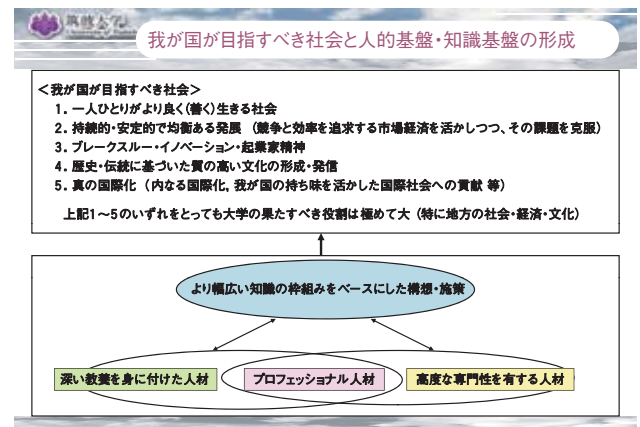 我が国が目指すべき社会と人的基盤・知識基盤の形成
＜我が国が目指すべき社会＞
1．一人ひとりがより良く(善く)生きる社会
2．持続的・安定的で均衡ある発展 （競争と効率を追求する市場経済を活かしつつ、その課題を克服）
3．ブレークスルー・イノベーション・起業家精神
4．歴史・伝統に基づいた質の高い文化の形成・発信
5．真の国際化 （内なる国際化, 我が国の持ち味を活かした国際社会への貢献 等）
上記1～5のいずれをとっても大学の果たすべき役割は極めて大 （特に地方の社会・経済・文化）
より幅広い知識の枠組みをベースにした構想・施策
深い教養を身に付けた人材
プロフェッショナル人材
高度な専門性を有する人材